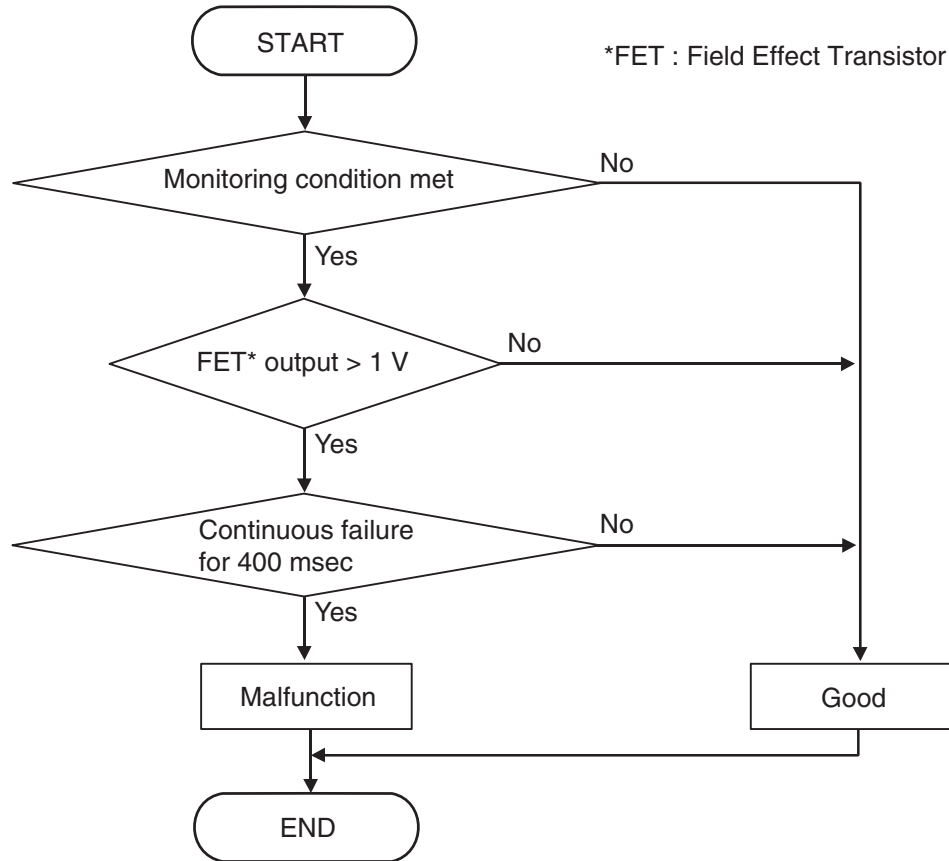 START
*FET : Field Effect Transistor
Monitoring condition met
No
Yes
FET* output > 1 V
No
Yes
Continuous failure
for 400 msec
No
Yes
Malfunction
Good
END